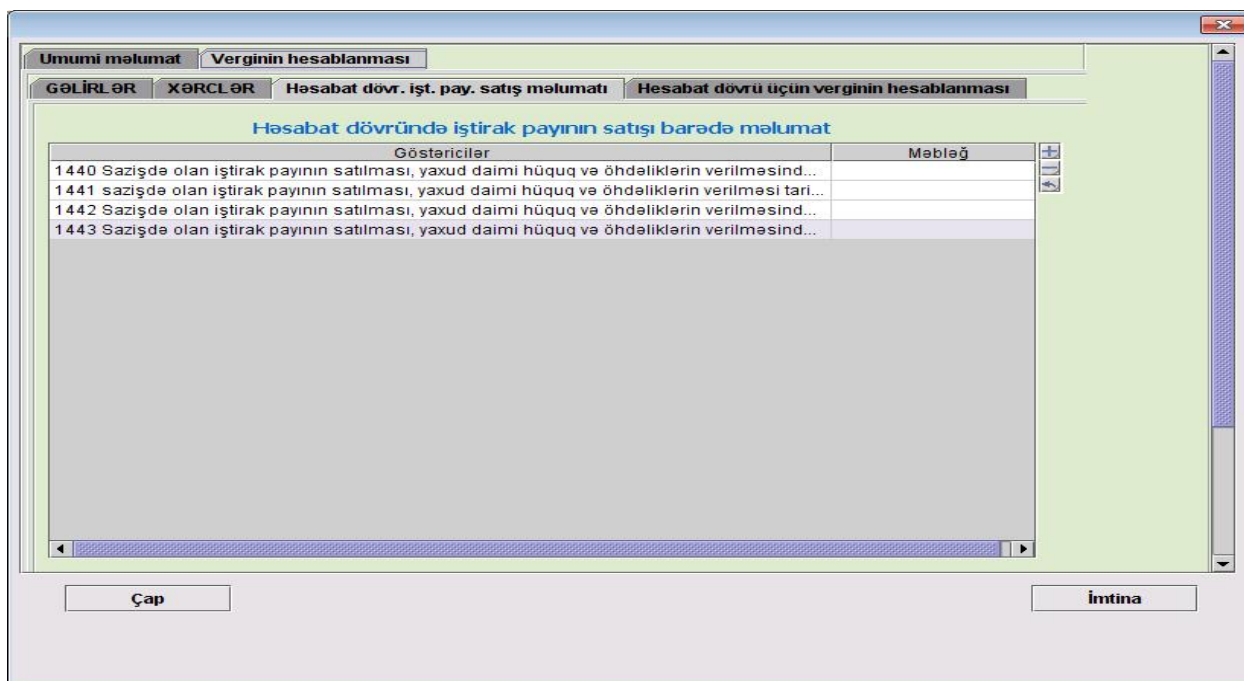 Umumi məlumat Verginin hesablanması
GƏLİRLƏR XƏRCLƏR Həsabat dövr. işt. pay. satış məlumatı Hesabat dövrü üçün verginin hesablanması
Həsabat dövründə iştirak payının satışı barədə məlumat
Göstəricilər Məbləğ
1440 Sazişdə olan iştirak payının satılması, yaxud daimi hüquq və öhdəliklərin verilməsind...
1441 sazişdə olan iştirak payının satılması, yaxud daimi hüquq və öhdəliklərin verilməsi tari...
1442 Sazişdə olan iştirak payının satılması, yaxud daimi hüquq və öhdəliklərin verilməsind...
1443 Sazişdə olan iştirak payının satılması, yaxud daimi hüquq və öhdəliklərin verilməsind...
Çap İmtina